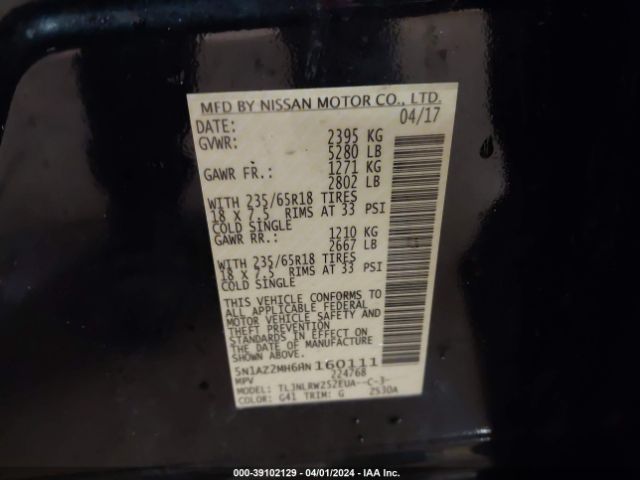 MFD BY NISSAN MOTOR CO., LTD.
DATE: 04/17
GVWR: 2395 KG
5280 LB
GAWR FR.: 1271 KG
2802 LB
WITH 235/65R18 TIRES
18 X 7.5 RIMS AT 33 PSI
COLD SINGLE
GAWR RR.: 1210 KG
2667 LB
WITH 235/65R18 TIRES
18 X 7.5 RIMS AT 33 PSI
COLD SINGLE
THIS VEHICLE CONFORMS TO
ALL APPLICABLE FEDERAL
MOTOR VEHICLE SAFETY AND
THEFT PREVENTION
STANDARDS IN EFFECT ON
DATE SHOWN ABOVE.
5N1AZ2MH6HN160111
MPV 224768
MODEL: TLJNLRWZ52EUA--C-3-
COLOR: G41 TRIM: G Z530A
000-39102129 - 04/01/2024 - IAA Inc.